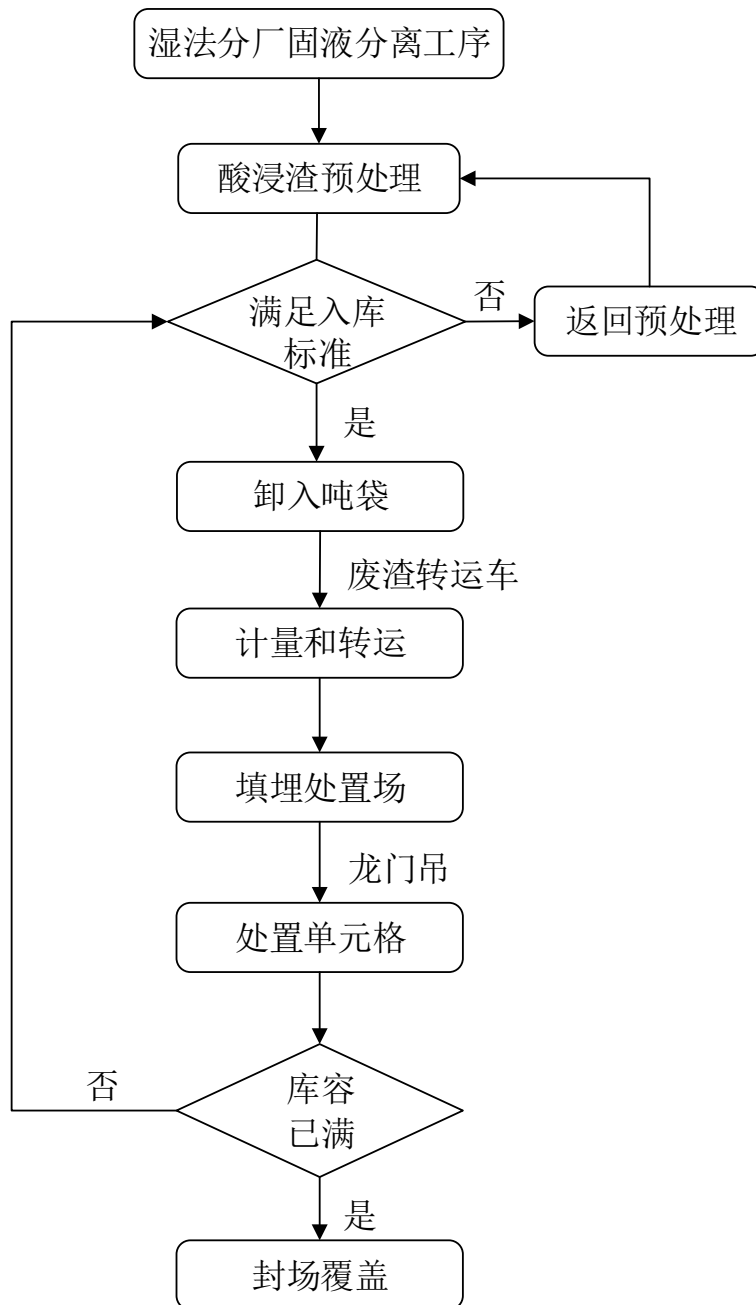 湿法分厂固液分离工序
酸浸渣预处理
满足入库
标准
否
返回预处理
是
卸入吨袋
废渣转运车
计量和转运
填埋处置场
龙门吊
处置单元格
否
库容
已满
是
封场覆盖